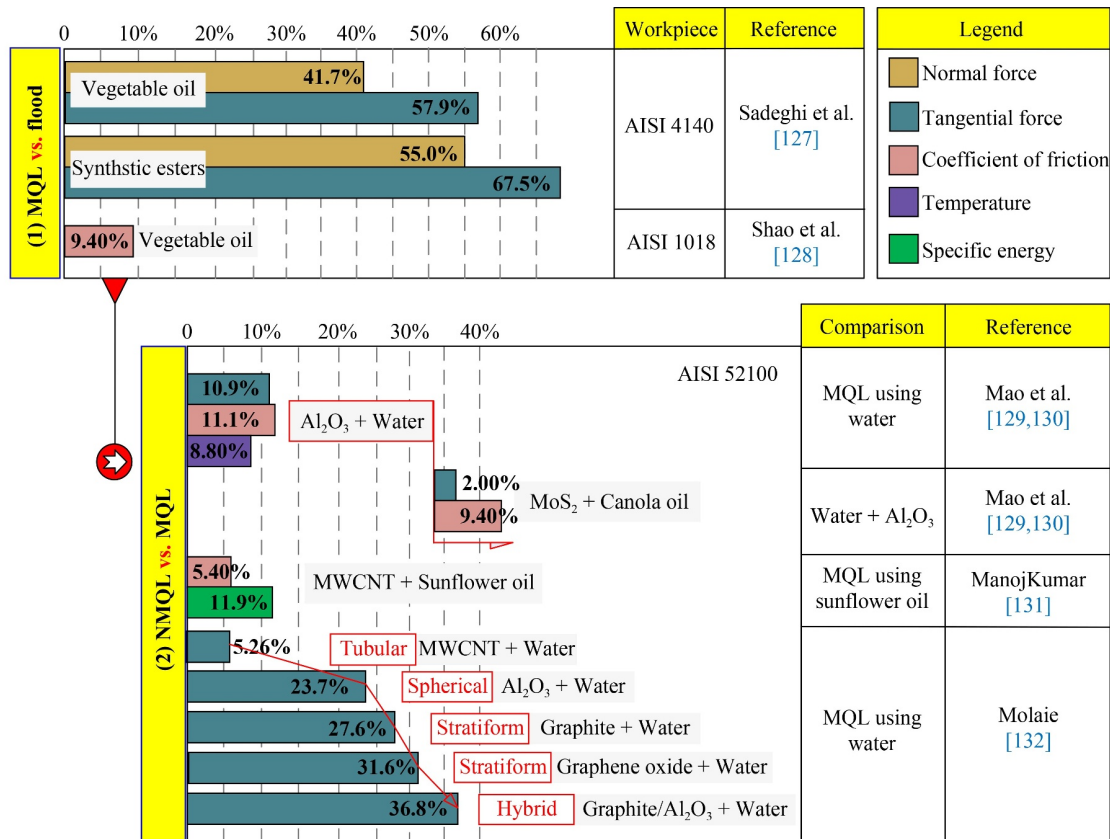 0 10% 20% 30% 40% 50% 60%
Workpiece Reference
Legend
(1) MQL vs. flood
41.7%
Vegetable oil
57.9%
55.0%
Synthstic esters
67.5%
9.40% Vegetable oil
AISI 4140
Sadeghi et al.
[127]
AISI 1018
Shao et al.
[128]
Normal force
Tangential force
Coefficient of friction
Temperature
Specific energy
0 10% 20% 30% 40%
Comparison Reference
(2) NMQL vs. MQL
AISI 52100
10.9%
11.1% Al₂O₃ + Water
8.80%
2.00%
MoS₂ + Canola oil
9.40%
5.40%
MWCNT + Sunflower oil
11.9%
5.26% Tubular MWCNT + Water
23.7% Spherical Al₂O₃ + Water
27.6% Stratiform Graphite + Water
31.6% Stratiform Graphene oxide + Water
36.8% Hybrid Graphite/Al₂O₃ + Water
MQL using
water
Mao et al.
[129,130]
Water + Al₂O₃
Mao et al.
[129,130]
MQL using
sunflower oil
ManojKumar
[131]
MQL using
water
Molaie
[132]